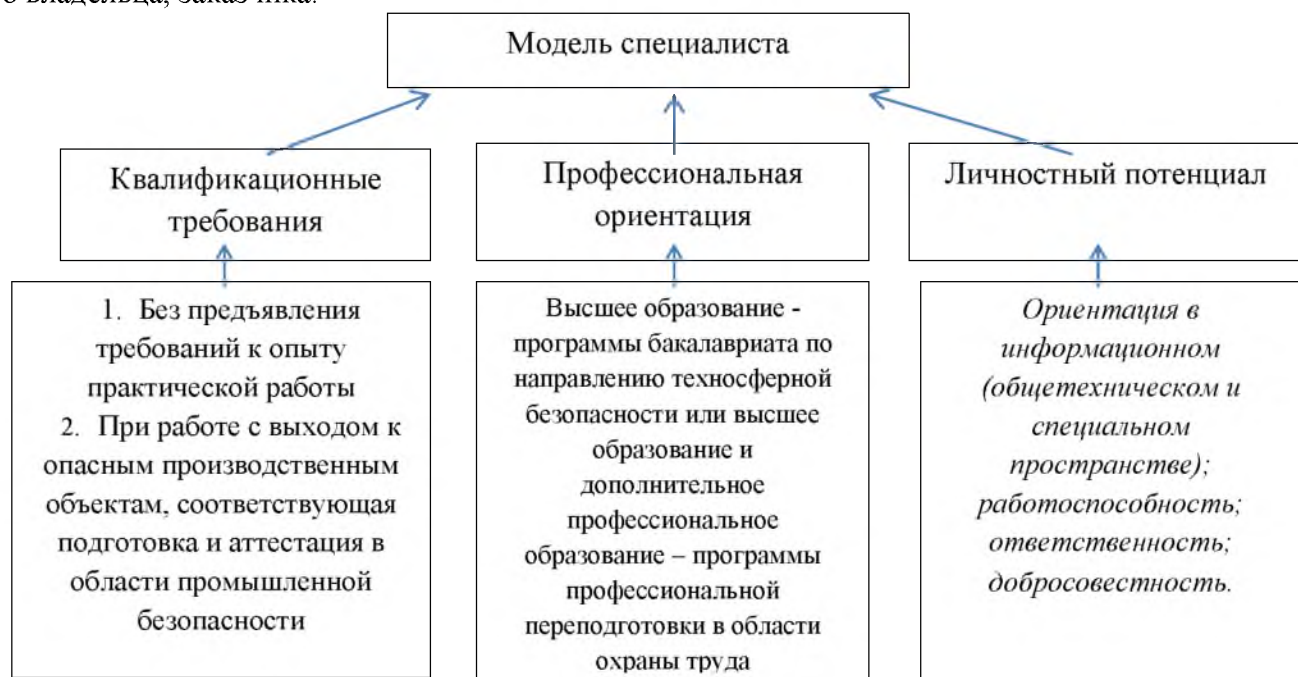 Модель специалиста
Квалификационные
требования
Профессиональная
ориентация
Личностный потенциал
1. Без предъявления
требований к опыту
практической работы
2. При работе с выходом к
опасным производственным
объектам, соответствующая
подготовка и аттестация в
области промышленной
безопасности
Высшее образование -
программы бакалавриата по
направлению техносферной
безопасности или высшее
образование и
дополнительное
профессиональное
образование – программы
профессиональной
переподготовки в области
охраны труда
Ориентация в
информационном
(общетехническом и
специальном
пространстве);
работоспособность;
ответственность;
добросовестность.